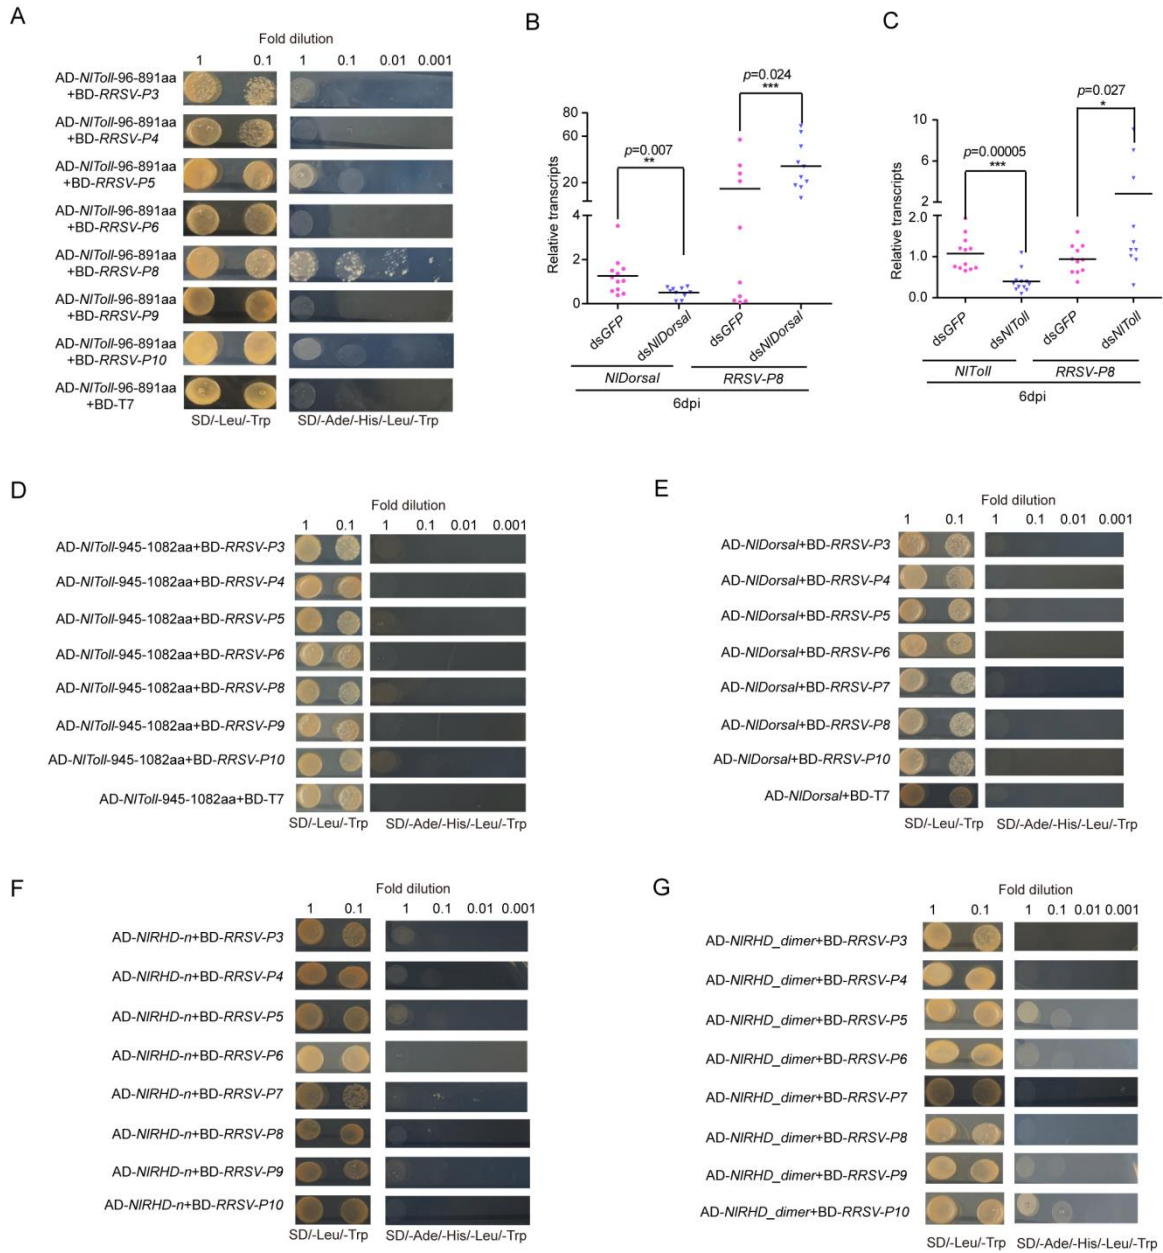 A
Fold dilution
1 0.1 1 0.1 0.01 0.001
AD-NlToll-96-891aa
+BD-RRSV-P3
AD-NlToll-96-891aa
+BD-RRSV-P4
AD-NlToll-96-891aa
+BD-RRSV-P5
AD-NlToll-96-891aa
+BD-RRSV-P6
AD-NlToll-96-891aa
+BD-RRSV-P8
AD-NlToll-96-891aa
+BD-RRSV-P9
AD-NlToll-96-891aa
+BD-RRSV-P10
AD-NlToll-96-891aa
+BD-T7
SD/-Leu/-Trp SD/-Ade/-His/-Leu/-Trp
B
Relative transcripts
80
60
20
4
2
0
p=0.007
**
p=0.024
***
dsGFP
dsNlDorsal
dsGFP
dsNlDorsal
NlDorsal RRSV-P8
6dpi
C
Relative transcripts
10
5
2.0
1.0
0.0
p=0.00005
***
p=0.027
*
dsGFP
dsNlToll
dsGFP
dsNlToll
NlToll RRSV-P8
6dpi
D
Fold dilution
1 0.1 1 0.1 0.01 0.001
AD-NlToll-945-1082aa+BD-RRSV-P3
AD-NlToll-945-1082aa+BD-RRSV-P4
AD-NlToll-945-1082aa+BD-RRSV-P5
AD-NlToll-945-1082aa+BD-RRSV-P6
AD-NlToll-945-1082aa+BD-RRSV-P8
AD-NlToll-945-1082aa+BD-RRSV-P9
AD-NlToll-945-1082aa+BD-RRSV-P10
AD-NlToll-945-1082aa+BD-T7
SD/-Leu/-Trp SD/-Ade/-His/-Leu/-Trp
E
Fold dilution
1 0.1 1 0.1 0.01 0.001
AD-NlDorsal+BD-RRSV-P3
AD-NlDorsal+BD-RRSV-P4
AD-NlDorsal+BD-RRSV-P5
AD-NlDorsal+BD-RRSV-P6
AD-NlDorsal+BD-RRSV-P7
AD-NlDorsal+BD-RRSV-P8
AD-NlDorsal+BD-RRSV-P10
AD-NlDorsal+BD-T7
SD/-Leu/-Trp SD/-Ade/-His/-Leu/-Trp
F
Fold dilution
1 0.1 1 0.1 0.01 0.001
AD-NlRHD-n+BD-RRSV-P3
AD-NlRHD-n+BD-RRSV-P4
AD-NlRHD-n+BD-RRSV-P5
AD-NlRHD-n+BD-RRSV-P6
AD-NlRHD-n+BD-RRSV-P7
AD-NlRHD-n+BD-RRSV-P8
AD-NlRHD-n+BD-RRSV-P9
AD-NlRHD-n+BD-RRSV-P10
SD/-Leu/-Trp SD/-Ade/-His/-Leu/-Trp
G
Fold dilution
1 0.1 1 0.1 0.01 0.001
AD-NlRHD_dimer+BD-RRSV-P3
AD-NlRHD_dimer+BD-RRSV-P4
AD-NlRHD_dimer+BD-RRSV-P5
AD-NlRHD_dimer+BD-RRSV-P6
AD-NlRHD_dimer+BD-RRSV-P7
AD-NlRHD_dimer+BD-RRSV-P8
AD-NlRHD_dimer+BD-RRSV-P9
AD-NlRHD_dimer+BD-RRSV-P10
SD/-Leu/-Trp SD/-Ade/-His/-Leu/-Trp